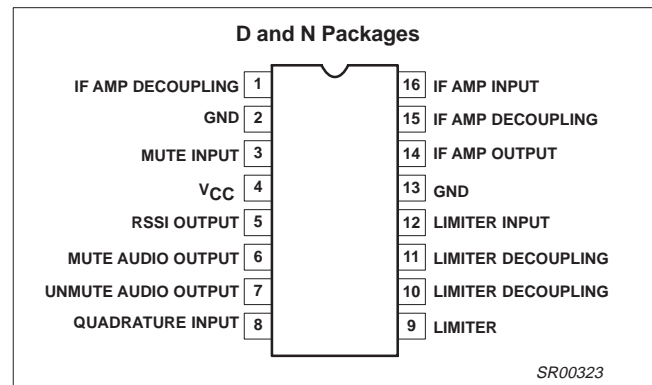 D and N Packages
IF AMP DECOUPLING 1
GND 2
MUTE INPUT 3
VCC 4
RSSI OUTPUT 5
MUTE AUDIO OUTPUT 6
UNMUTE AUDIO OUTPUT 7
QUADRATURE INPUT 8
16 IF AMP INPUT
15 IF AMP DECOUPLING
14 IF AMP OUTPUT
13 GND
12 LIMITER INPUT
11 LIMITER DECOUPLING
10 LIMITER DECOUPLING
9 LIMITER
SR00323